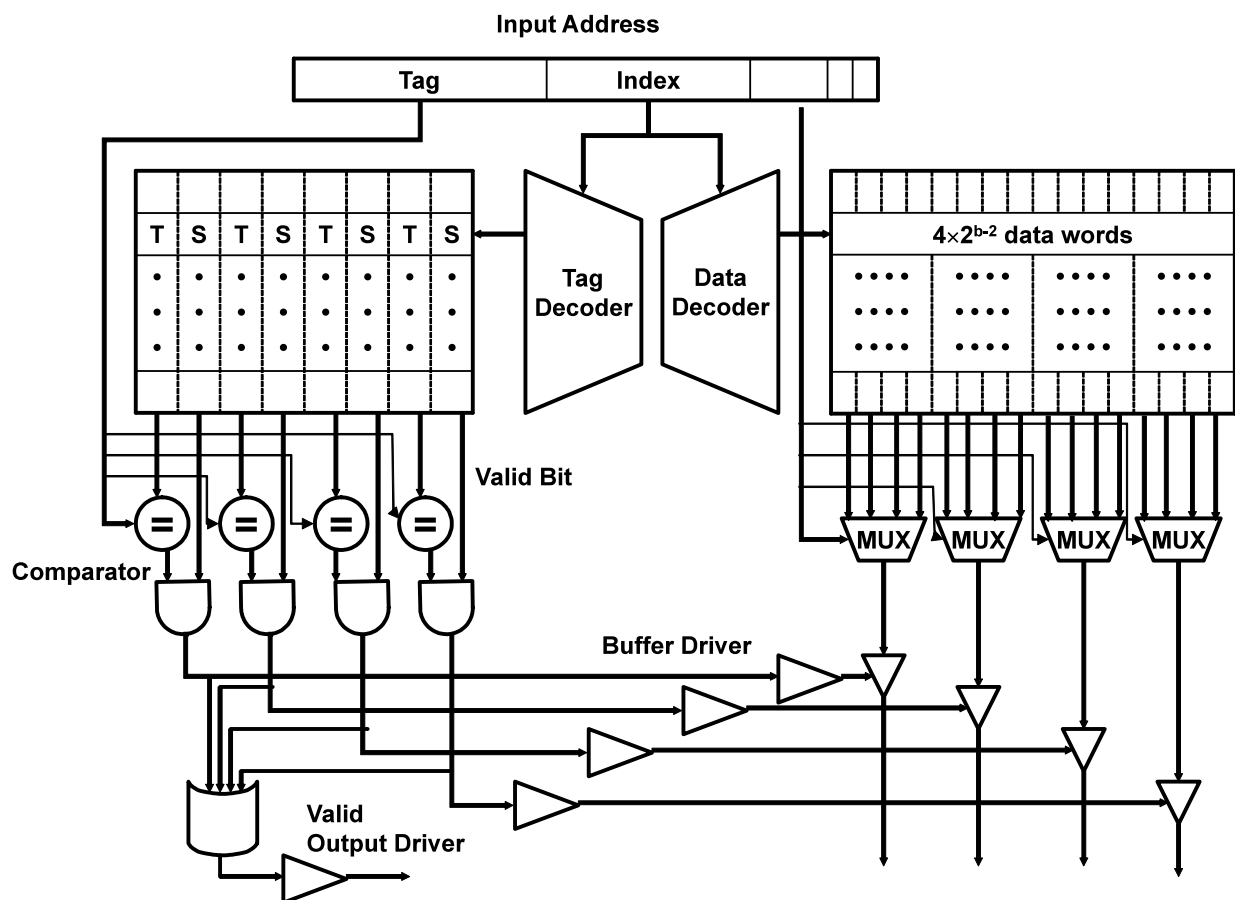 Input Address
Tag Index
T S T S T S T S
4×2^b-2 data words
Tag
Decoder
Data
Decoder
Valid Bit
= = = =
MUX MUX MUX MUX
Comparator
Buffer Driver
Valid
Output Driver